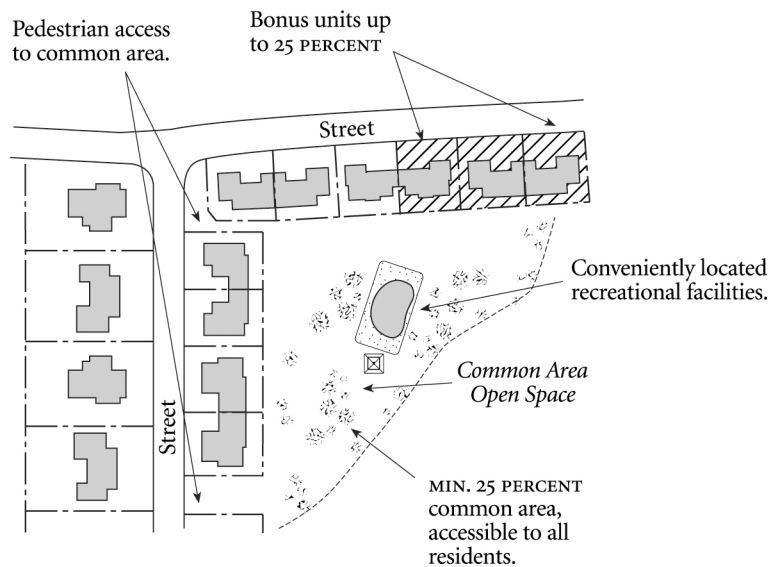 Pedestrian access
to common area.
Bonus units up
to 25 PERCENT
Street
Conveniently located
recreational facilities.
Common Area
Open Space
Street
MIN. 25 PERCENT
common area,
accessible to all
residents.